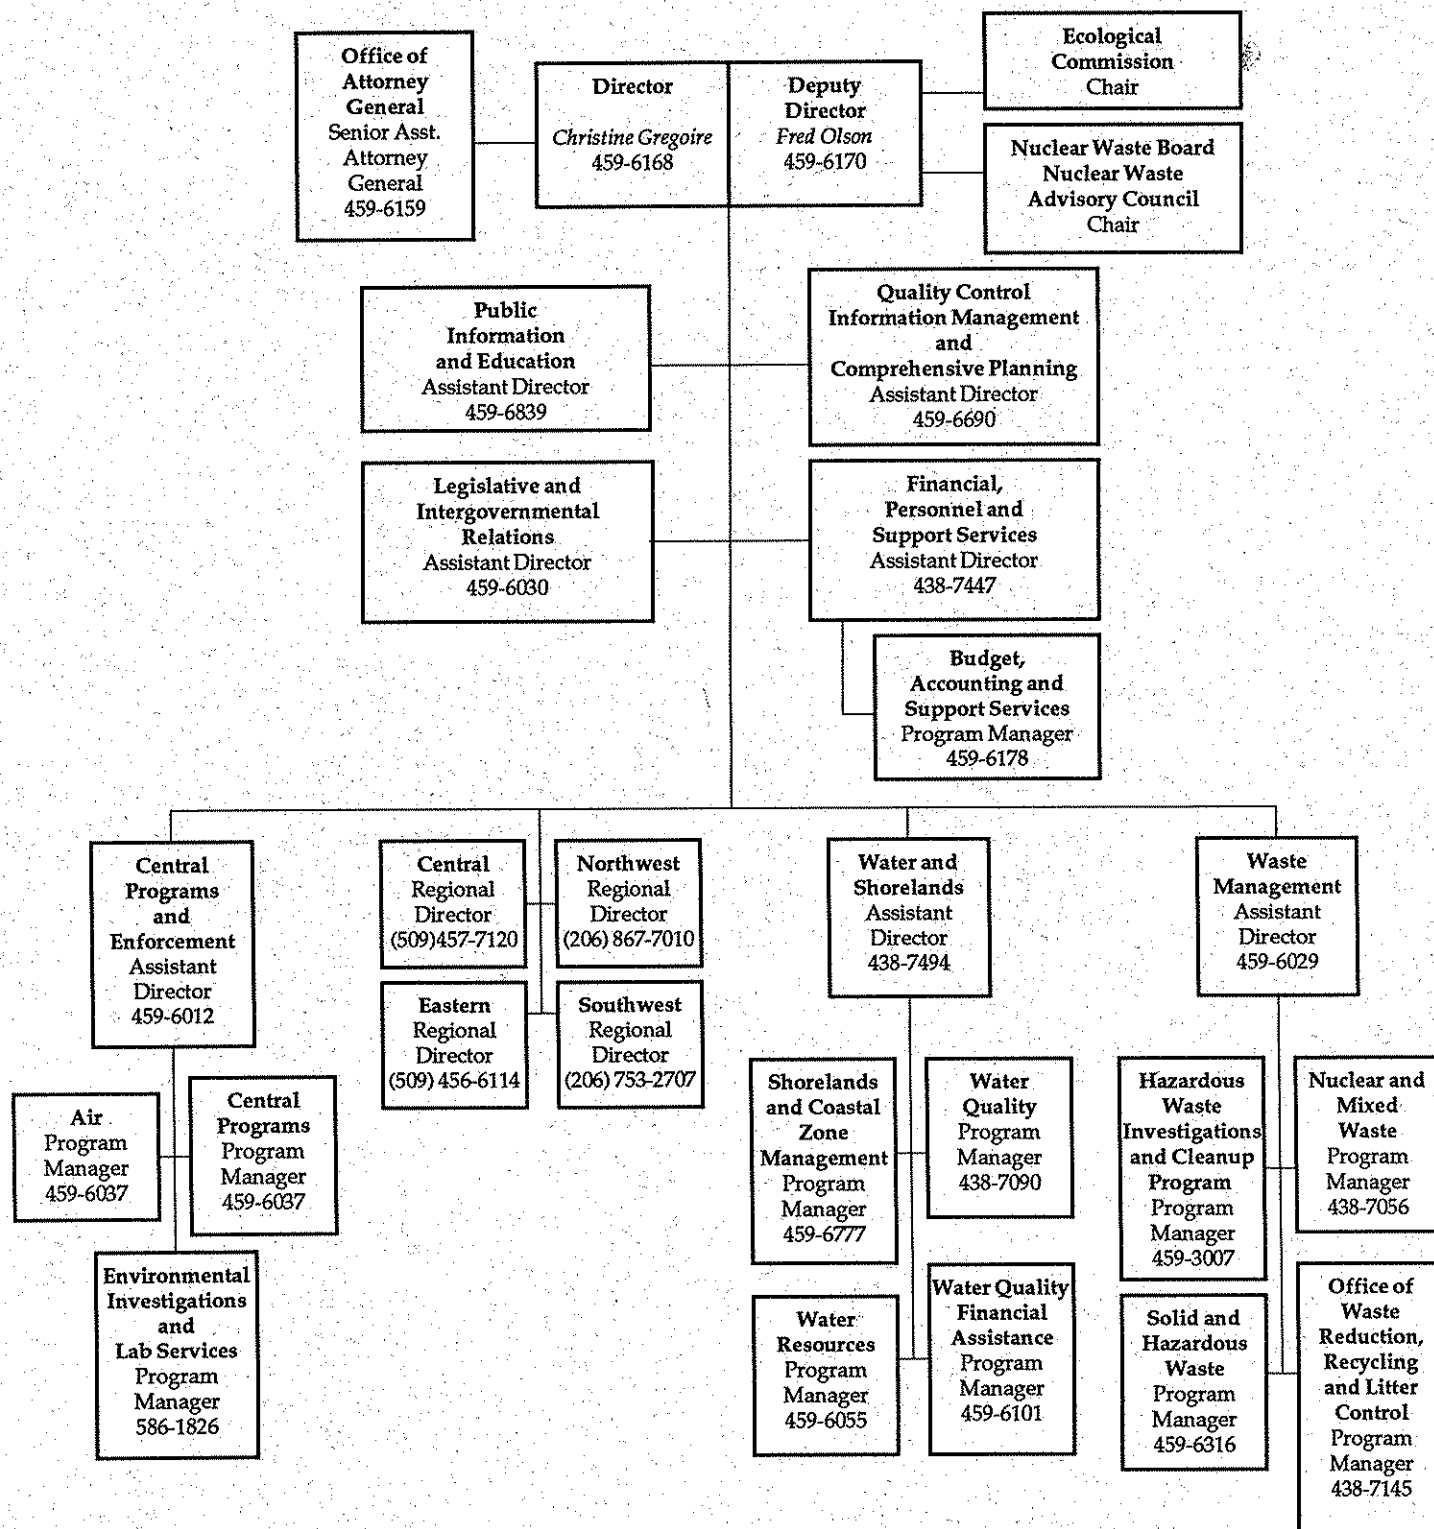 Office of
Attorney
General
Senior Asst.
Attorney
General
459-6159
Director
Christine Gregoire
459-6168
Deputy
Director
Fred Olson
459-6170
Ecological
Commission
Chair
Nuclear Waste Board
Nuclear Waste
Advisory Council
Chair
Public
Information
and Education
Assistant Director
459-6839
Quality Control
Information Management
and
Comprehensive Planning
Assistant Director
459-6690
Legislative and
Intergovernmental
Relations
Assistant Director
459-6030
Financial,
Personnel and
Support Services
Assistant Director
438-7447
Budget,
Accounting and
Support Services
Program Manager
459-6178
Central
Programs
and
Enforcement
Assistant
Director
459-6012
Central
Regional
Director
(509)457-7120
Northwest
Regional
Director
(206) 867-7010
Eastern
Regional
Director
(509) 456-6114
Southwest
Regional
Director
(206) 753-2707
Water and
Shorelands
Assistant
Director
438-7494
Waste
Management
Assistant
Director
459-6029
Air
Program
Manager
459-6037
Central
Programs
Program
Manager
459-6037
Environmental
Investigations
and
Lab Services
Program
Manager
586-1826
Shorelands
and Coastal
Zone
Management
Program
Manager
459-6777
Water
Quality
Program
Manager
438-7090
Water
Resources
Program
Manager
459-6055
Water Quality
Financial
Assistance
Program
Manager
459-6101
Hazardous
Waste
Investigations
and Cleanup
Program
Program
Manager
459-3007
Nuclear and
Mixed
Waste
Program
Manager
438-7056
Solid and
Hazardous
Waste
Program
Manager
459-6316
Office of
Waste
Reduction,
Recycling
and Litter
Control
Program
Manager
438-7145